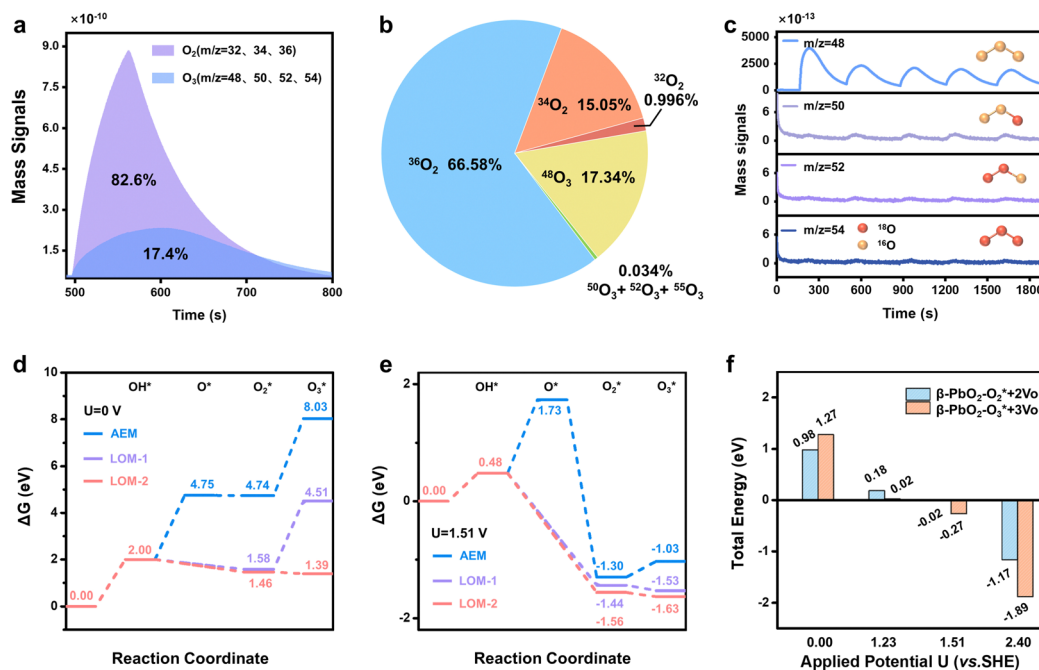 a
×10⁻¹⁰
9.0
7.5
6.0
4.5
3.0
1.5
O₂(m/z=32、34、36)
O₃(m/z=48、50、52、54)
82.6%
17.4%
500
600
700
800
Mass Signals
Time (s)
b
³⁶O₂ 66.58%
³⁴O₂ 15.05%
³²O₂
0.996%
⁴⁸O₃ 17.34%
0.034%
⁵⁰O₃+ ⁵²O₃+ ⁵⁵O₃
c
×10⁻¹³
5000
2500
0
m/z=48
6
0
m/z=50
6
0
m/z=52
6
0
m/z=54
¹⁸O
¹⁶O
0
300
600
900
1200
1500
1800
Mass signals
Time (s)
d
OH*
O*
O₂*
O₃*
8
6
4
2
0
U=0 V
AEM
LOM-1
LOM-2
0.00
2.00
4.75
4.74
8.03
1.58
4.51
1.46
1.39
ΔG (eV)
Reaction Coordinate
e
OH*
O*
O₂*
O₃*
2
0
-2
0.00
0.48
1.73
U=1.51 V
AEM
LOM-1
LOM-2
-1.30
-1.03
-1.44
-1.53
-1.56
-1.63
ΔG (eV)
Reaction Coordinate
f
β-PbO₂-O₂*+2Vo
β-PbO₂-O₃*+3Vo
2
1
0
-1
-2
0.98
1.27
0.18
0.02
-0.02
-0.27
-1.17
-1.89
0.00
1.23
1.51
2.40
Total Energy (eV)
Applied Potential U (vs.SHE)